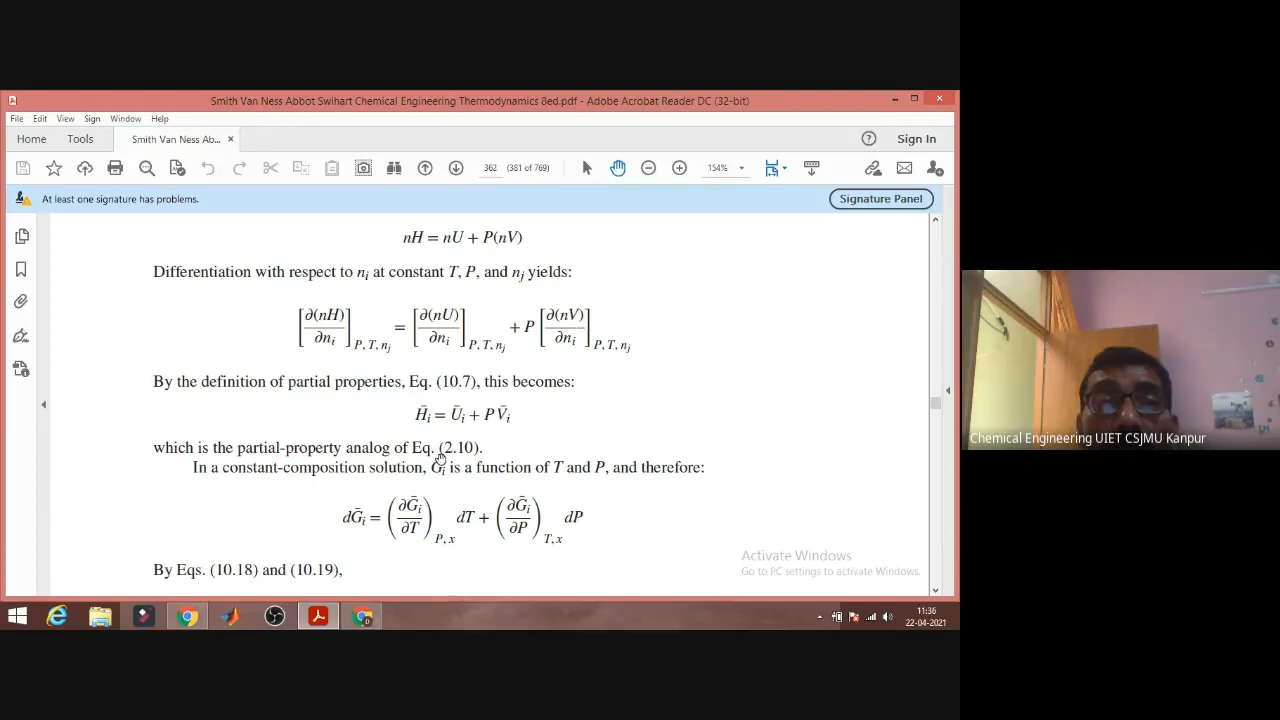 Smith Van Ness Abbot Swihart Chemical Engineering Thermodynamics 8ed.pdf - Adobe Acrobat Reader DC (32-bit)
File Edit View Sign Window Help
Home Tools Smith Van Ness Ab... × Sign In
362 (381 of 769) 154%
At least one signature has problems. Signature Panel
nH = nU + P(nV)
Differentiation with respect to nᵢ at constant T, P, and nⱼ yields:
[∂(nH)/∂nᵢ]P, T, nⱼ = [∂(nU)/∂nᵢ]P, T, nⱼ + P [∂(nV)/∂nᵢ]P, T, nⱼ
By the definition of partial properties, Eq. (10.7), this becomes:
H̄ᵢ = Ūᵢ + PV̄ᵢ
which is the partial-property analog of Eq. (2.10).
In a constant-composition solution, Ḡᵢ is a function of T and P, and therefore:
dḠᵢ = (∂Ḡᵢ/∂T)P, x dT + (∂Ḡᵢ/∂P)T, x dP
By Eqs. (10.18) and (10.19),
Activate Windows
Go to PC settings to activate Windows.
Chemical Engineering UIET CSJMU Kanpur
11:36
22-04-2021